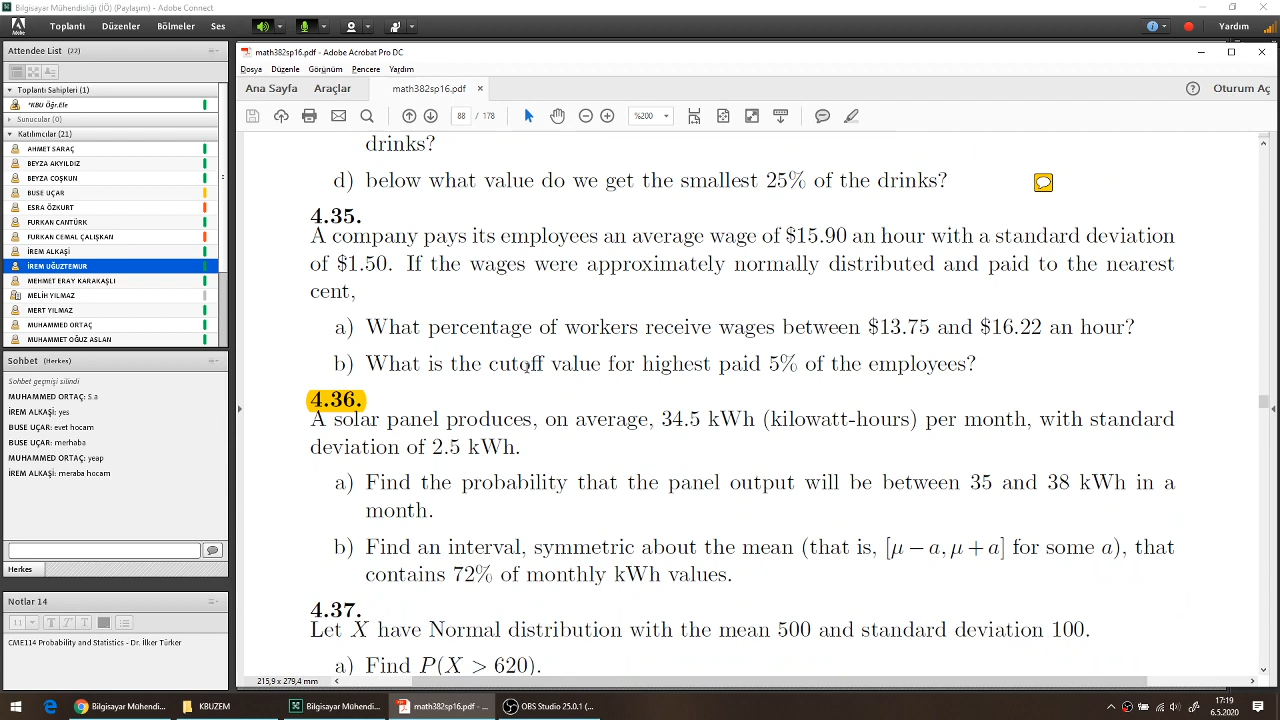 Bilgisayar Mühendisliği (İÖ) (Paylaşım) - Adobe Connect
Adobe
Toplantı Düzenler Bölmeler Ses Yardım
Attendee List (22)
Toplantı Sahipleri (1)
*KBU Öğr.Ele
Sunucular (0)
Katılımcılar (21)
AHMET SARAÇ
BEYZA AKYILDIZ
BEYZA COŞKUN
BUSE UÇAR
ESRA ÖZKURT
FURKAN CANTÜRK
FURKAN CEMAL ÇALIŞKAN
İREM ALKAŞİ
İREM UĞUZTEMUR
MEHMET ERAY KARAKAŞLI
MELİH YILMAZ
MERT YILMAZ
MUHAMMED ORTAÇ
MUHAMMET OĞUZ ASLAN
Sohbet (Herkes)
Sohbet geçmişi silindi
MUHAMMED ORTAÇ: S.a
İREM ALKAŞİ: yes
BUSE UÇAR: evet hocam
BUSE UÇAR: merhaba
MUHAMMED ORTAÇ: yeap
İREM ALKAŞİ: meraba hocam
Herkes
Notlar 14
11 T T T
CME114 Probability and Statistics - Dr. İlker Türker
math382sp16.pdf - Adobe Acrobat Pro DC
Dosya Düzenle Görünüm Pencere Yardım
Ana Sayfa Araçlar math382sp16.pdf × Oturum Aç
88 / 178 %200
drinks?
d) below what value do we get the smallest 25% of the drinks?
4.35.
A company pays its employees an average wage of $15.90 an hour with a standard deviation
of $1.50. If the wages were approximately normally distributed and paid to the nearest
cent,
a) What percentage of workers receive wages between $13.75 and $16.22 an hour?
b) What is the cutoff value for highest paid 5% of the employees?
4.36.
A solar panel produces, on average, 34.5 kWh (kilowatt-hours) per month, with standard
deviation of 2.5 kWh.
a) Find the probability that the panel output will be between 35 and 38 kWh in a
month.
b) Find an interval, symmetric about the mean (that is, [μ − a, μ + a] for some a), that
contains 72% of monthly kWh values.
4.37.
Let X have Normal distribution with the mean 500 and standard deviation 100.
a) Find P(X > 620).
215,9 x 279,4 mm
Bilgisayar Mühendi... KBUZEM Bilgisayar Mühendi... math382sp16.pdf - ... OBS Studio 25.0.1 (... 17:19
6.5.2020